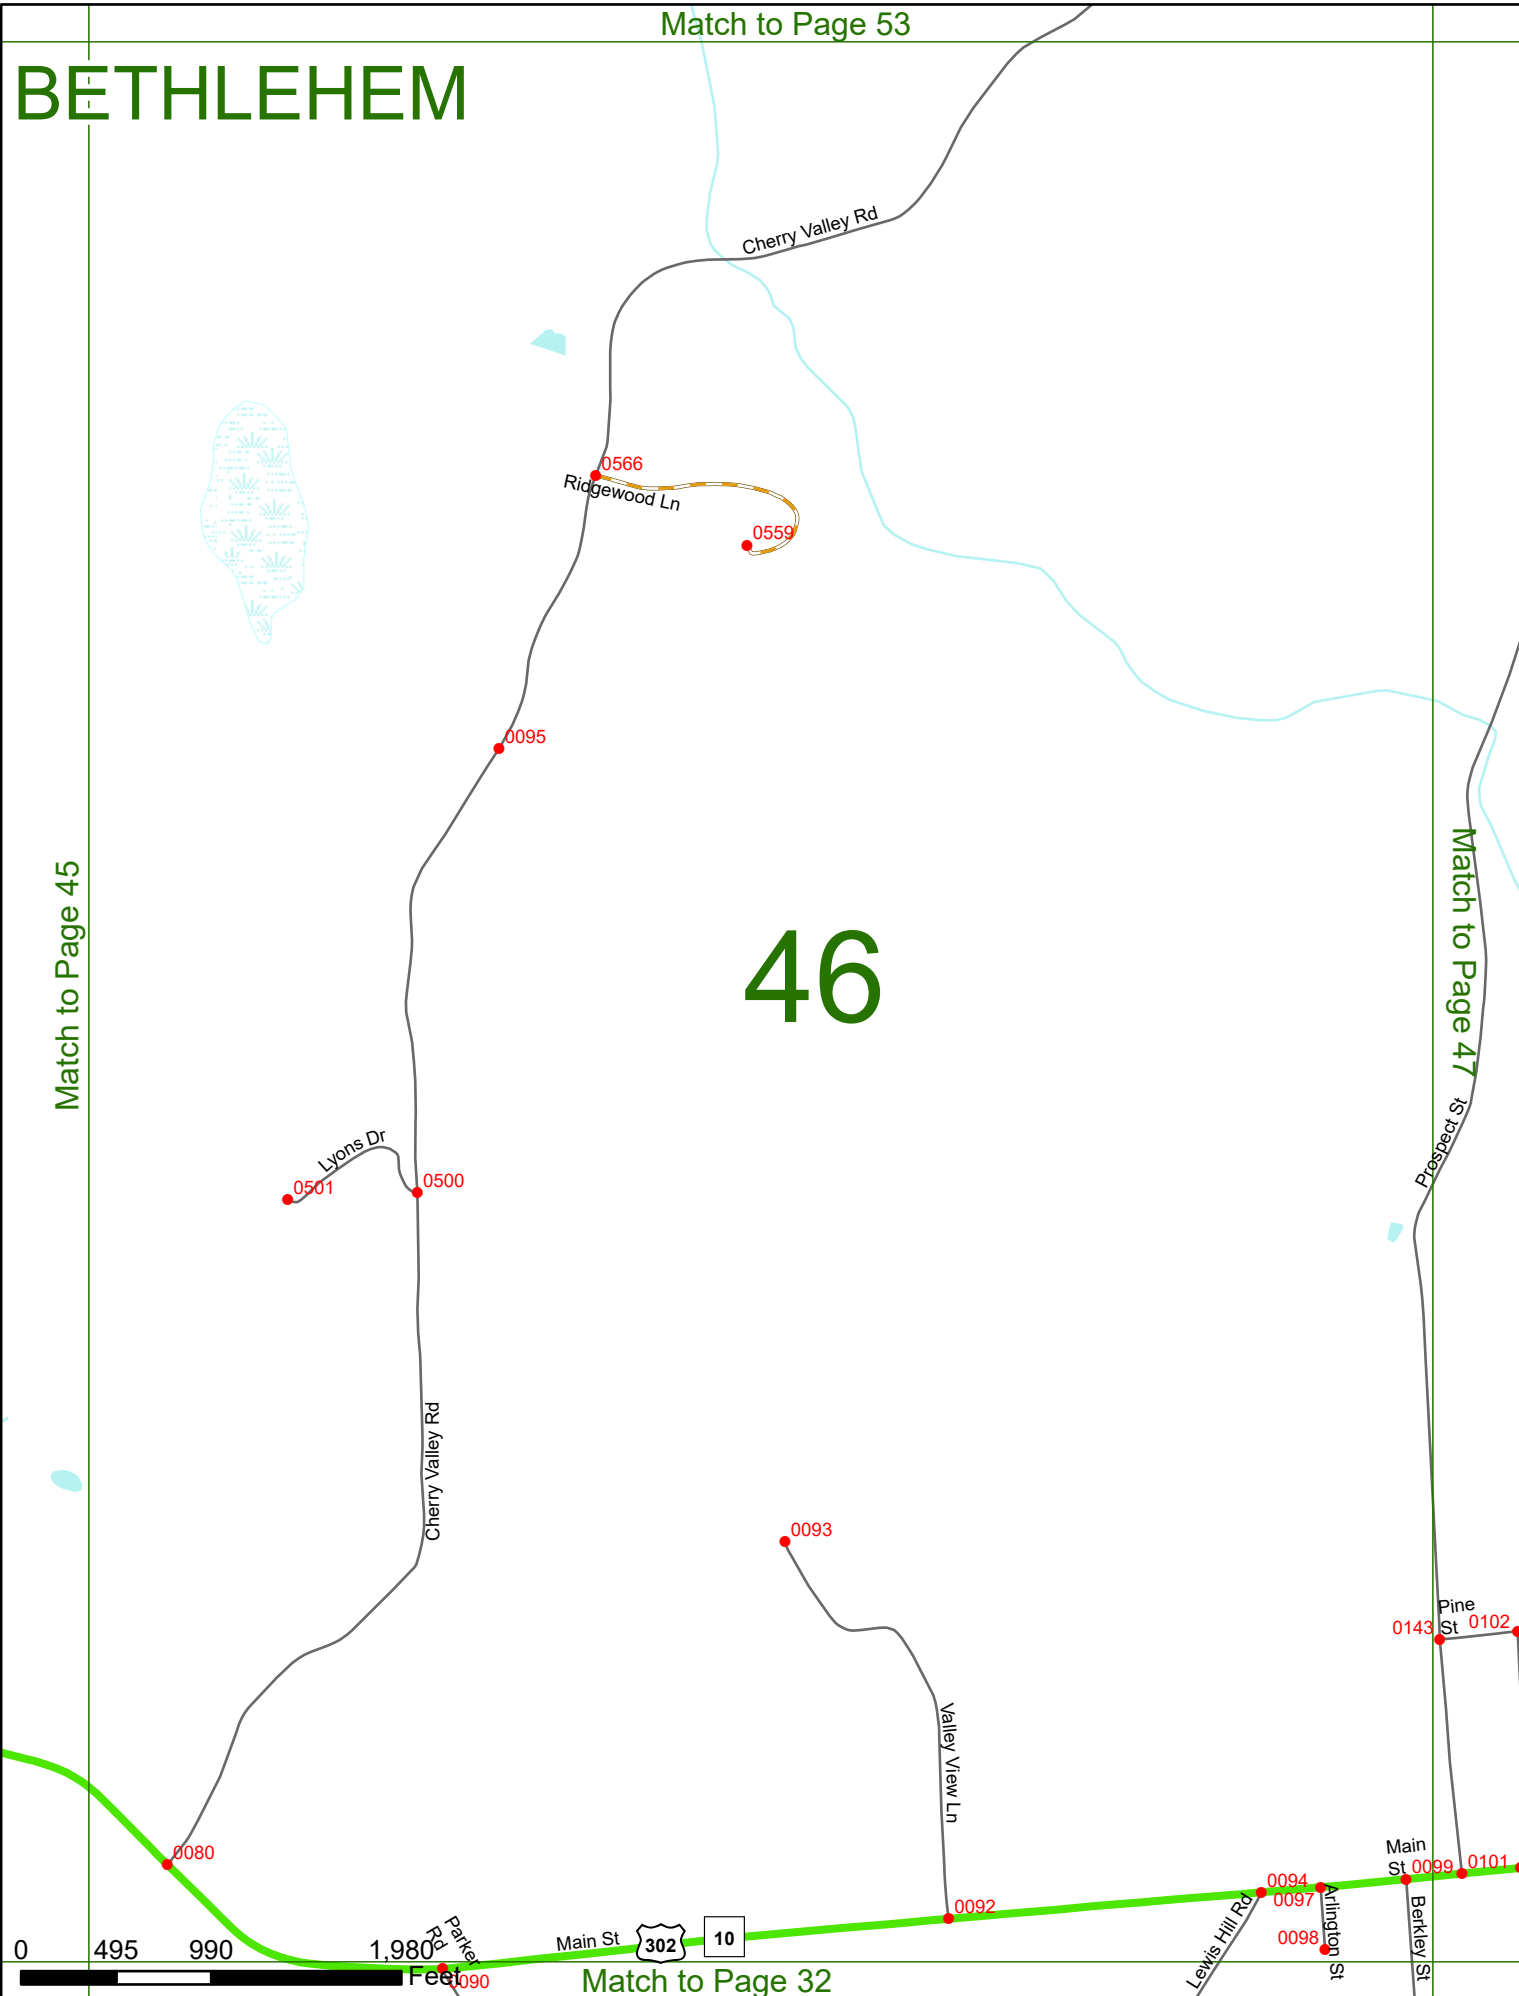 Match to Page 53
BETHLEHEM
Cherry Valley Rd
0566
Ridgewood Ln
0559
0095
Match to Page 45
46
Match to Page 47
Prospect St
Lyons Dr
0501
0500
Cherry Valley Rd
0093
Pine
St
0143
0102
Valley View Ln
0080
Main
St
0099
0101
0094
0097
0092
Lewis Hill Rd
Arlington St
0098
Berkley St
Parker
Rd
Main St
302
10
0 495 990 1,980
Feet
0090
Match to Page 32